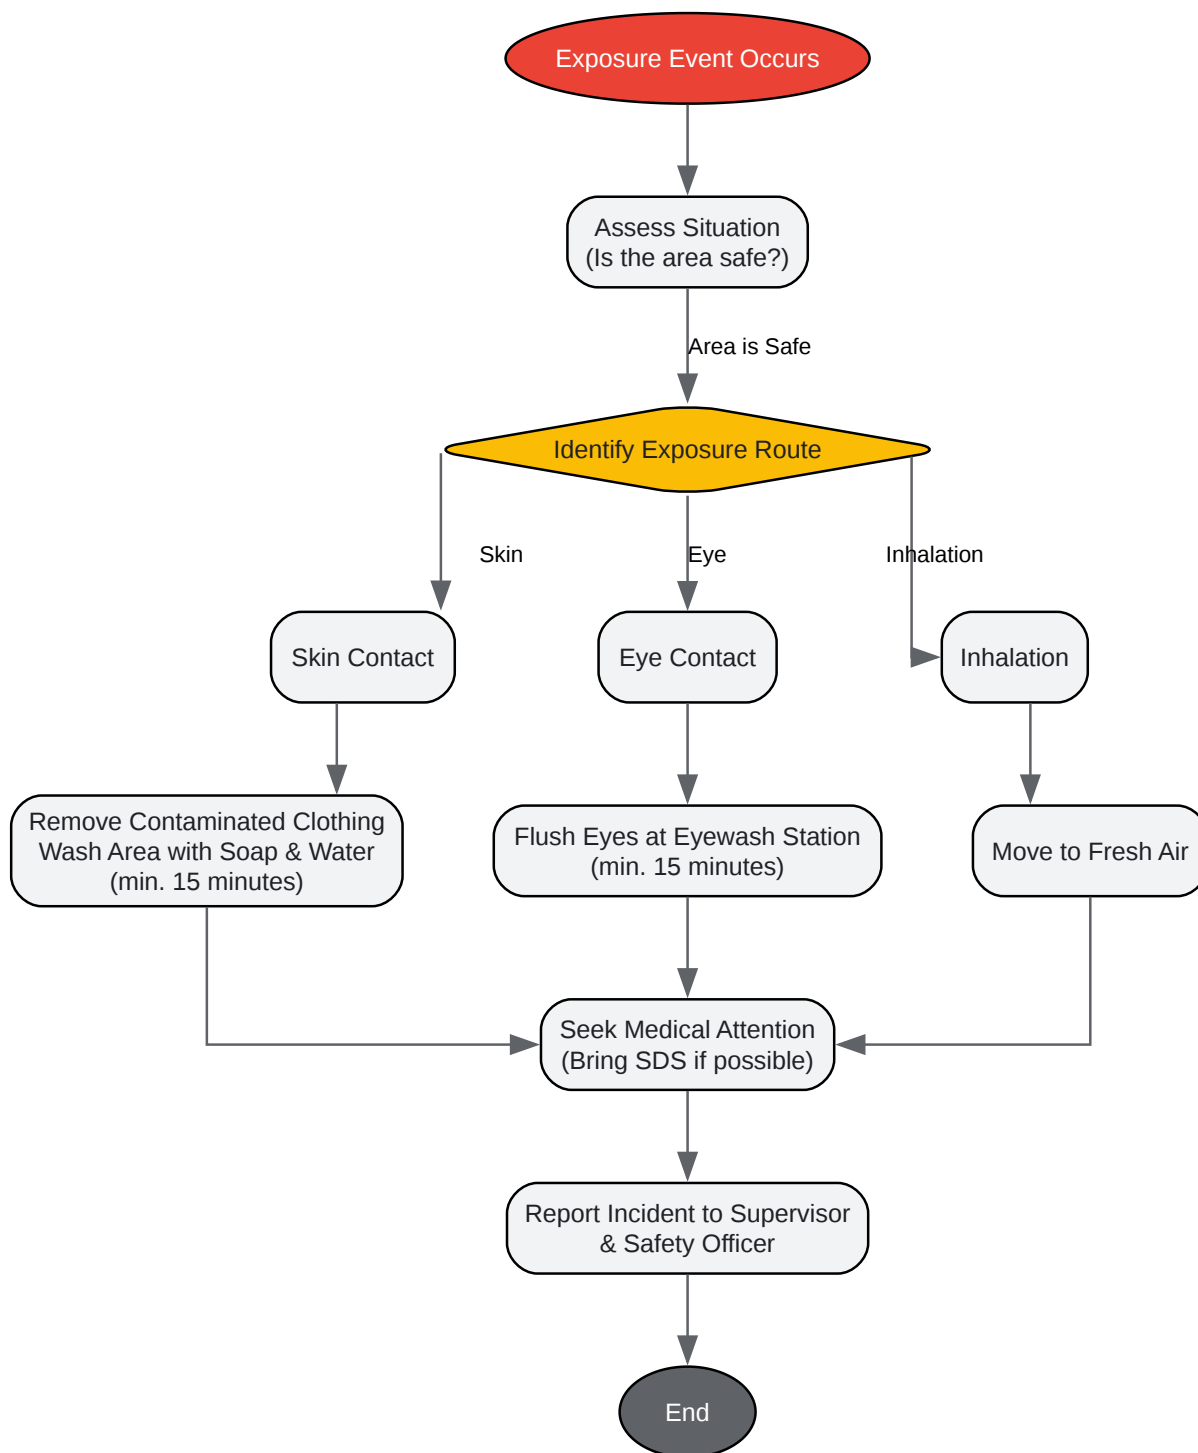 Exposure Event Occurs
Assess Situation
(Is the area safe?)
Area is Safe
Identify Exposure Route
Skin
Eye
Inhalation
Skin Contact
Eye Contact
Inhalation
Remove Contaminated Clothing
Wash Area with Soap & Water
(min. 15 minutes)
Flush Eyes at Eyewash Station
(min. 15 minutes)
Move to Fresh Air
Seek Medical Attention
(Bring SDS if possible)
Report Incident to Supervisor
& Safety Officer
End